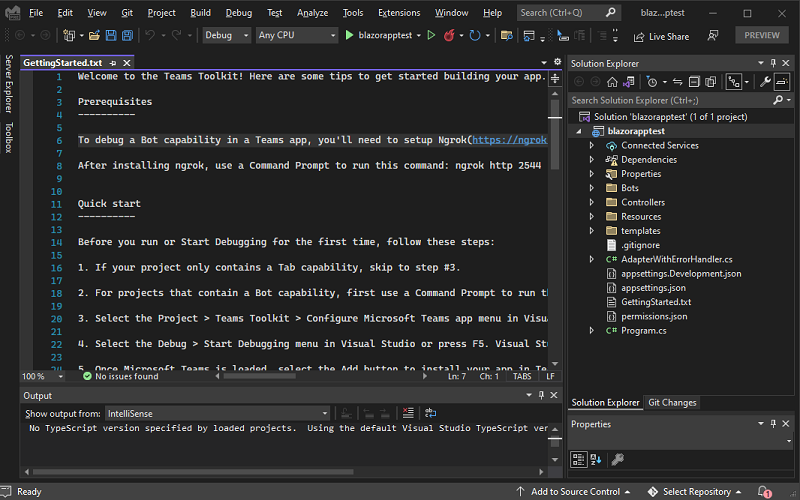 File Edit View Git Project Build Debug Test Analyze Tools Extensions Window Help Search (Ctrl+Q) blaz...ptest
Debug Any CPU blazorapptest Live Share PREVIEW
Server Explorer
Toolbox
GettingStarted.txt
1 Welcome to the Teams Toolkit! Here are some tips to get started building your app.
2
3 Prerequisites
4 ----------
5
6 To debug a Bot capability in a Teams app, you'll need to setup Ngrok(https://ngrok
7
8 After installing ngrok, use a Command Prompt to run this command: ngrok http 2544
9
10
11 Quick start
12 ----------
13
14 Before you run or Start Debugging for the first time, follow these steps:
15
16 1. If your project only contains a Tab capability, skip to step #3.
17
18 2. For projects that contain a Bot capability, first use a Command Prompt to run th
19
20 3. Select the Project > Teams Toolkit > Configure Microsoft Teams app menu in Visua
21
22 4. Select the Debug > Start Debugging menu in Visual Studio or press F5. Visual Stu
23
24 5. Once Microsoft Teams is loaded, select the Add button to install your app in Te
100 % No issues found Ln: 7 Ch: 1 TABS LF
Output
Show output from: IntelliSense
No TypeScript version specified by loaded projects. Using the default Visual Studio TypeScript ver
Solution Explorer
Search Solution Explorer (Ctrl+;)
Solution 'blazorapptest' (1 of 1 project)
blazorapptest
Connected Services
Dependencies
Properties
Bots
Controllers
Resources
templates
.gitignore
C# AdapterWithErrorHandler.cs
appsettings.Development.json
appsettings.json
GettingStarted.txt
permissions.json
C# Program.cs
Solution Explorer Git Changes
Properties
Ready Add to Source Control Select Repository 1